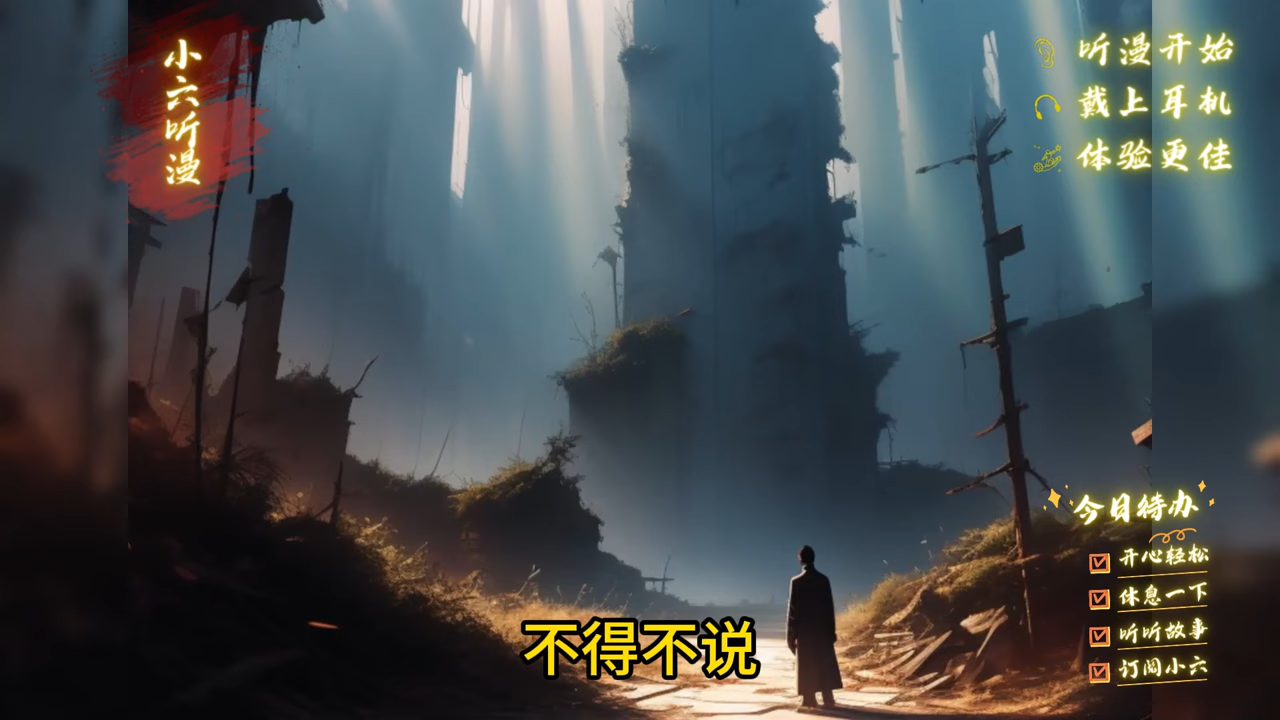 小六听漫
听漫开始
戴上耳机
体验更佳
今日待办
开心轻松
休息一下
听听故事
订阅小六
不得不说